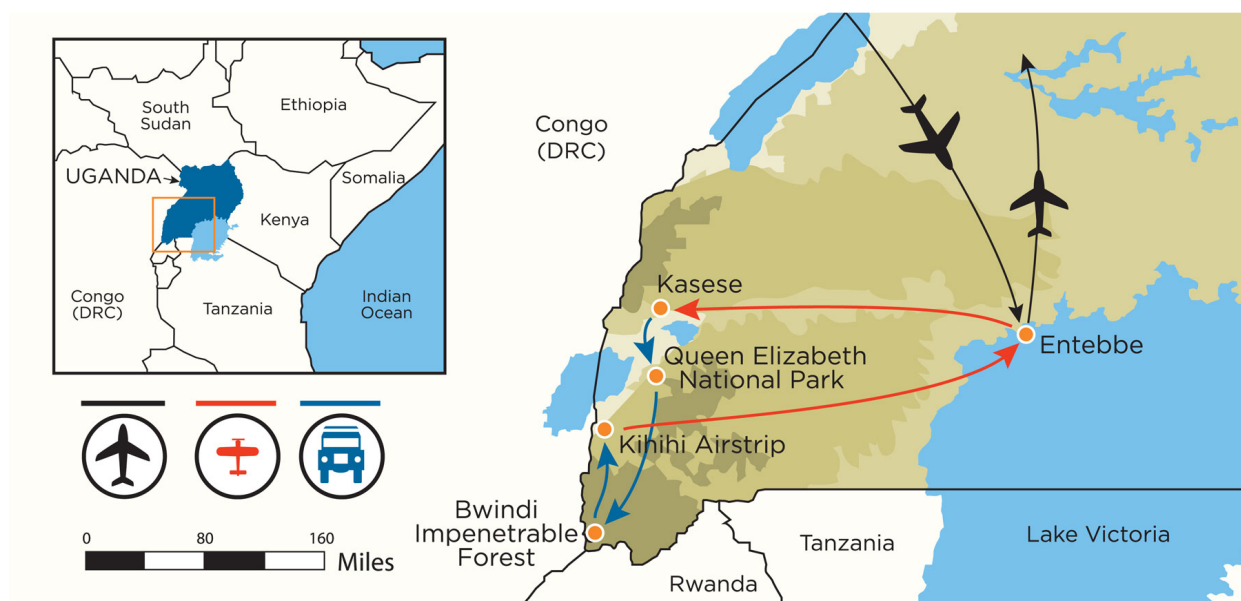 South
Sudan
Ethiopia
UGANDA
Somalia
Kenya
Congo
(DRC)
Tanzania
Indian
Ocean
0
80
160
Miles
Congo
(DRC)
Kasese
Entebbe
Queen Elizabeth
National Park
Kihihi Airstrip
Bwindi
Impenetrable
Forest
Tanzania
Lake Victoria
Rwanda